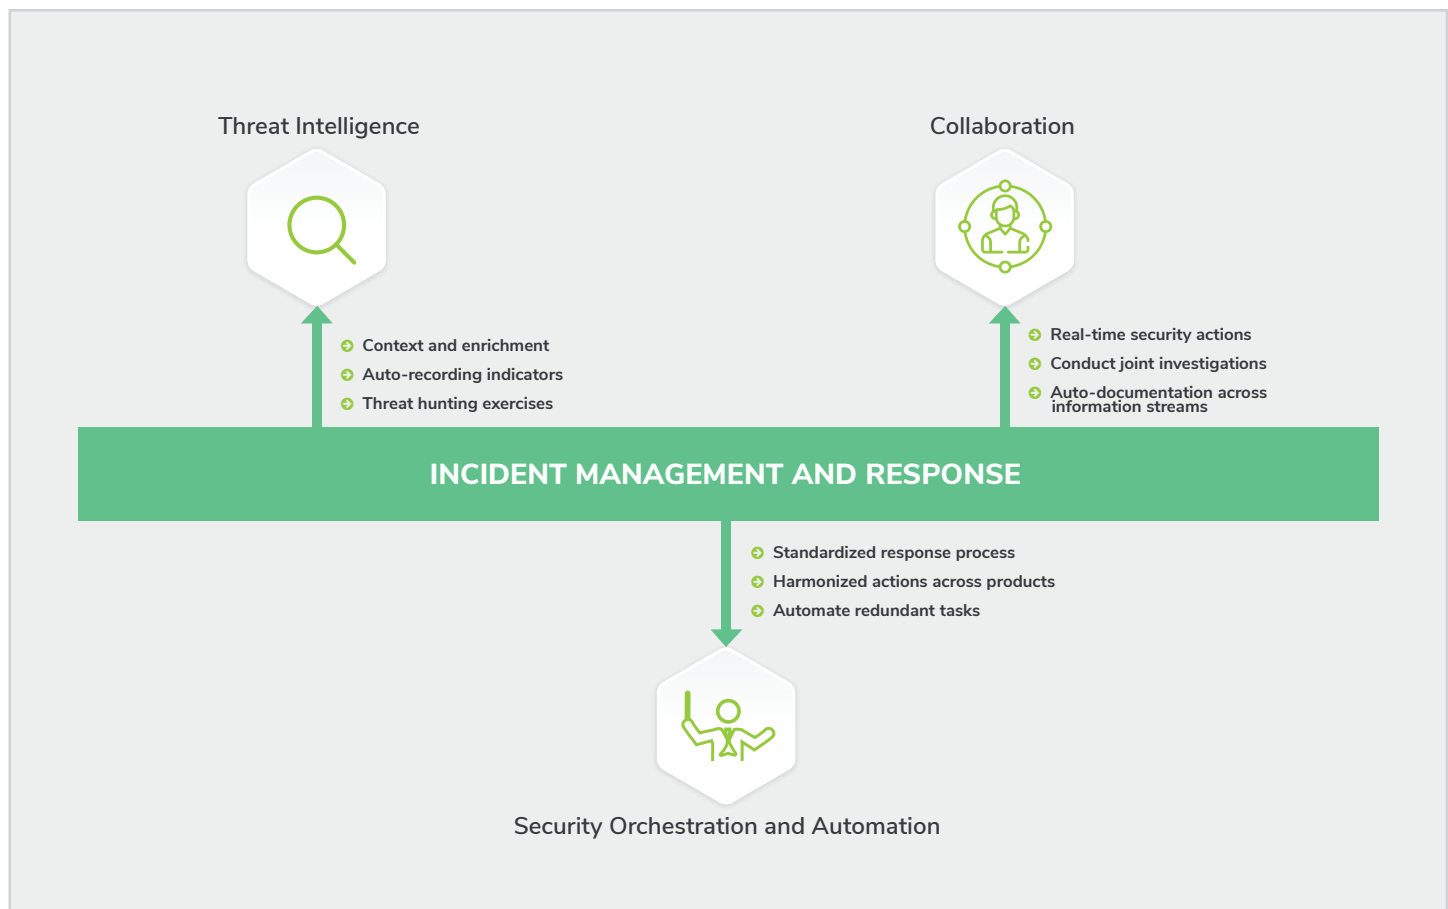 Threat Intelligence
Collaboration
Context and enrichment
Auto-recording indicators
Threat hunting exercises
Real-time security actions
Conduct joint investigations
Auto-documentation across
information streams
INCIDENT MANAGEMENT AND RESPONSE
Standardized response process
Harmonized actions across products
Automate redundant tasks
Security Orchestration and Automation